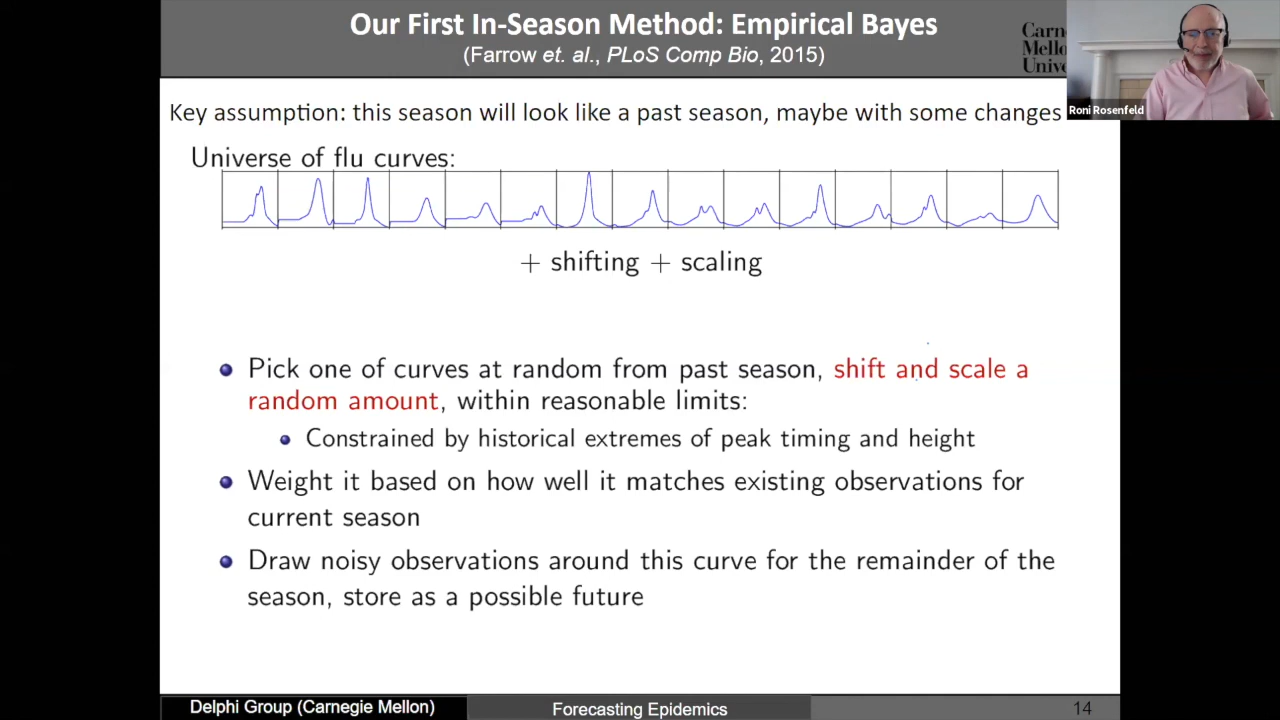 Our First In-Season Method: Empirical Bayes
(Farrow et. al., PLoS Comp Bio, 2015)
Roni Rosenfeld
Key assumption: this season will look like a past season, maybe with some changes
Universe of flu curves:
+ shifting + scaling
Pick one of curves at random from past season, shift and scale a
random amount, within reasonable limits:
Constrained by historical extremes of peak timing and height
Weight it based on how well it matches existing observations for
current season
Draw noisy observations around this curve for the remainder of the
season, store as a possible future
Delphi Group (Carnegie Mellon)
Forecasting Epidemics
14